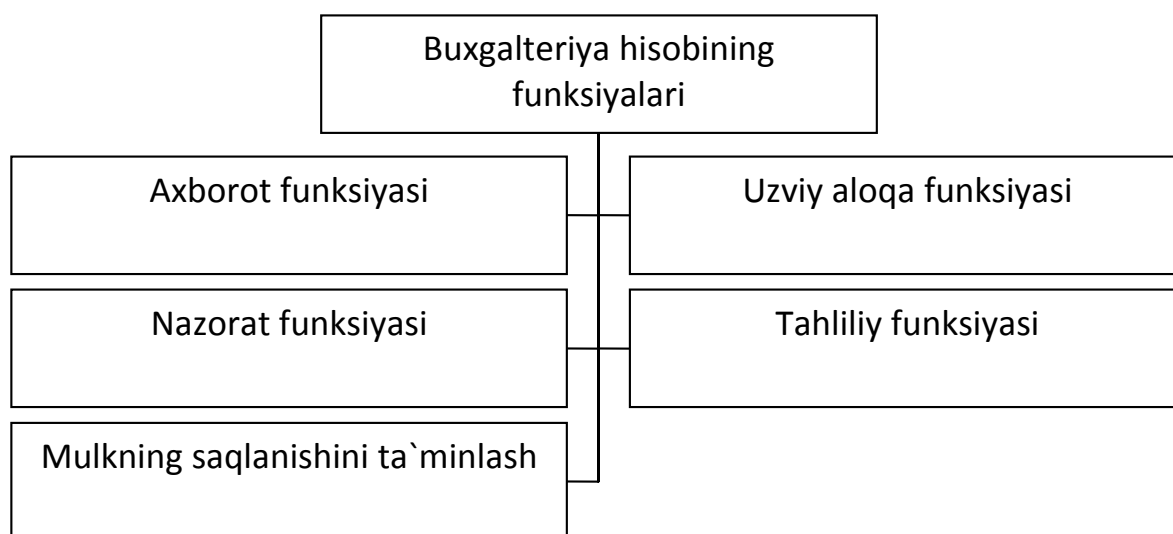 Buxgalteriya hisobining
funksiyalari
Axborot funksiyasi
Uzviy aloqa funksiyasi
Nazorat funksiyasi
Tahliliy funksiyasi
Mulkning saqlanishini ta`minlash